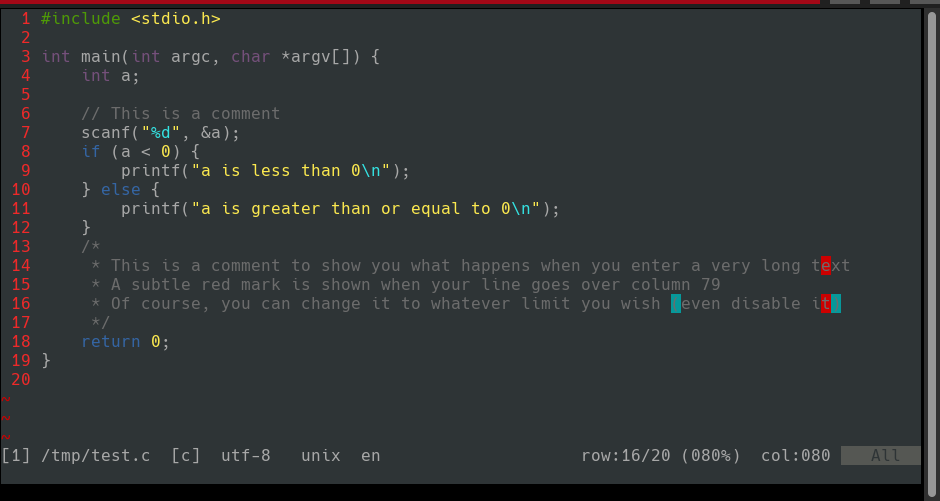 1 #include <stdio.h>
2
3 int main(int argc, char *argv[]) {
4     int a;
5
6     // This is a comment
7     scanf("%d", &a);
8     if (a < 0) {
9         printf("a is less than 0\n");
10     } else {
11         printf("a is greater than or equal to 0\n");
12     }
13     /*
14      * This is a comment to show you what happens when you enter a very long text
15      * A subtle red mark is shown when your line goes over column 79
16      * Of course, you can change it to whatever limit you wish (even disable it)
17      */
18     return 0;
19 }
20
~
~
~
[1] /tmp/test.c  [c]  utf-8   unix  en                    row:16/20 (080%)  col:080    All